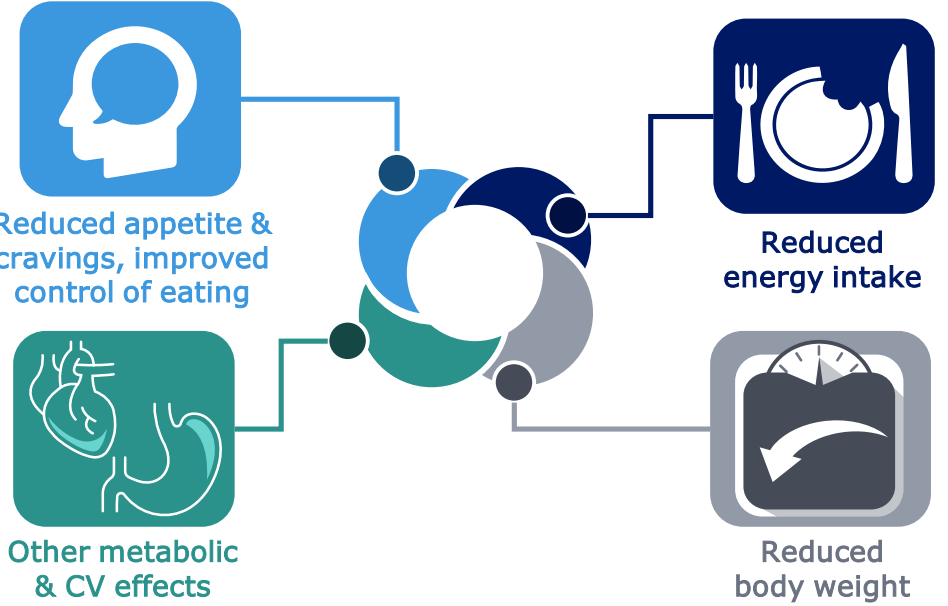 Reduced appetite &
cravings, improved
control of eating
Reduced
energy intake
Other metabolic
& CV effects
Reduced
body weight